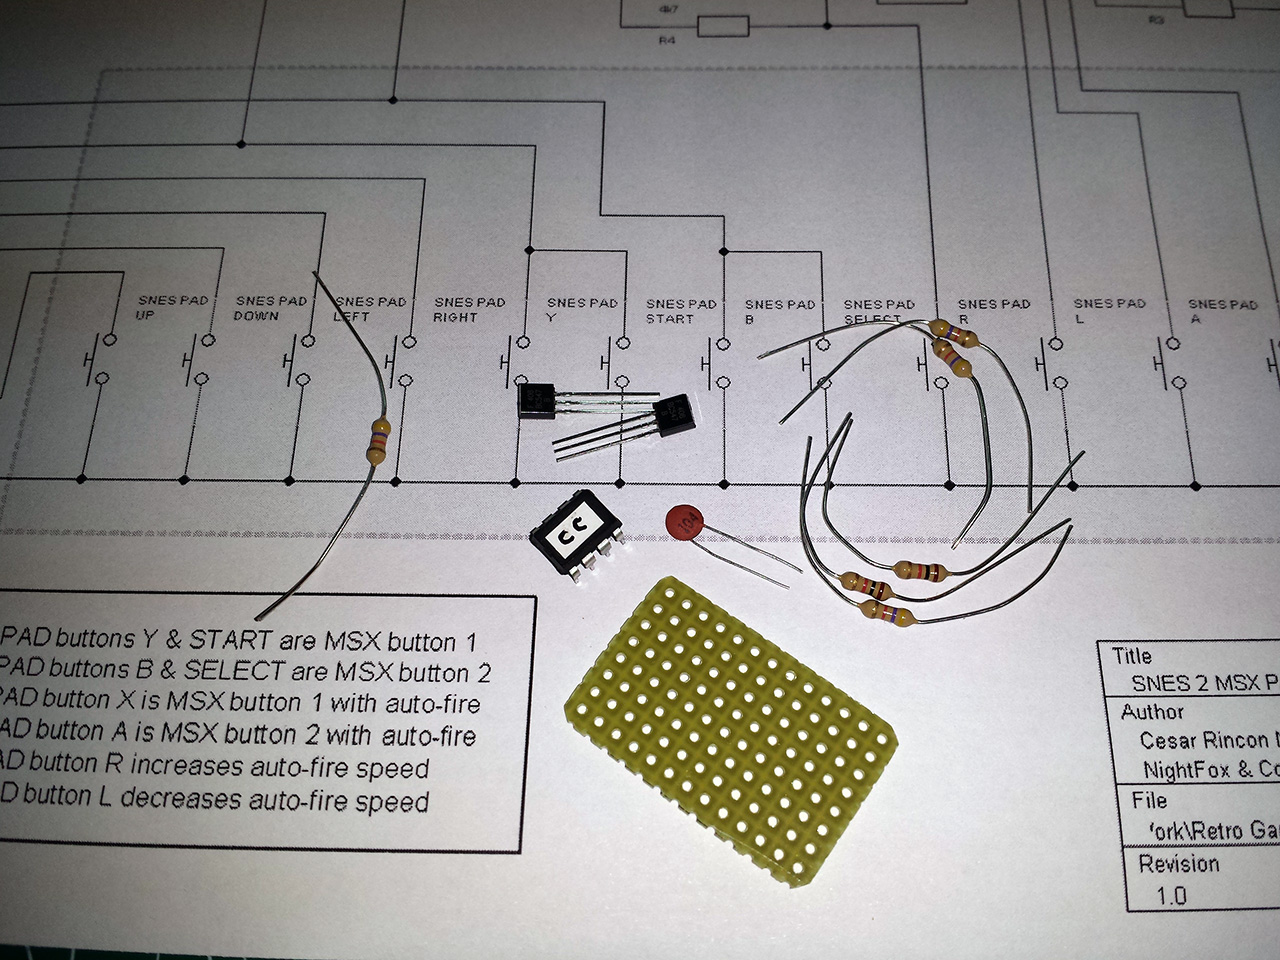 4k7
R4
R3
SNES PAD
UP
SNES PAD
DOWN
SNES PAD
LEFT
SNES PAD
RIGHT
Y
SNES PAD
START
SNES PAD
B
SNES PAD
SELECT
SNES PAD
R
SNES PAD
L
SNES PAD
A
CC
104
PAD buttons Y & START are MSX button 1
PAD buttons B & SELECT are MSX button 2
PAD button X is MSX button 1 with auto-fire
AD button A is MSX button 2 with auto-fire
AD button R increases auto-fire speed
D button L decreases auto-fire speed
Title
SNES 2 MSX P
Author
Cesar Rincon
NightFox & Co
File
'ork\Retro Ga
Revision
1.0